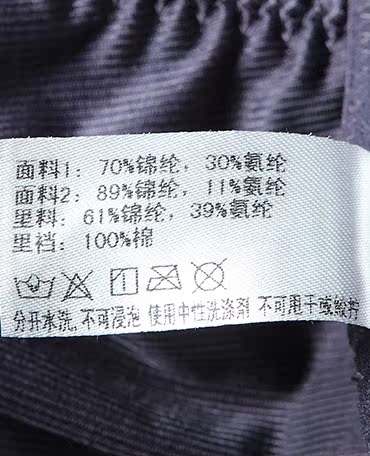 面料1：70%锦纶，30%氨纶
面料2：89%锦纶，11%氨纶
里料：61%锦纶，39%氨纶
里裆：100%棉
分开水洗,不可浸泡 使用中性洗涤剂 不可甩干或绞拧